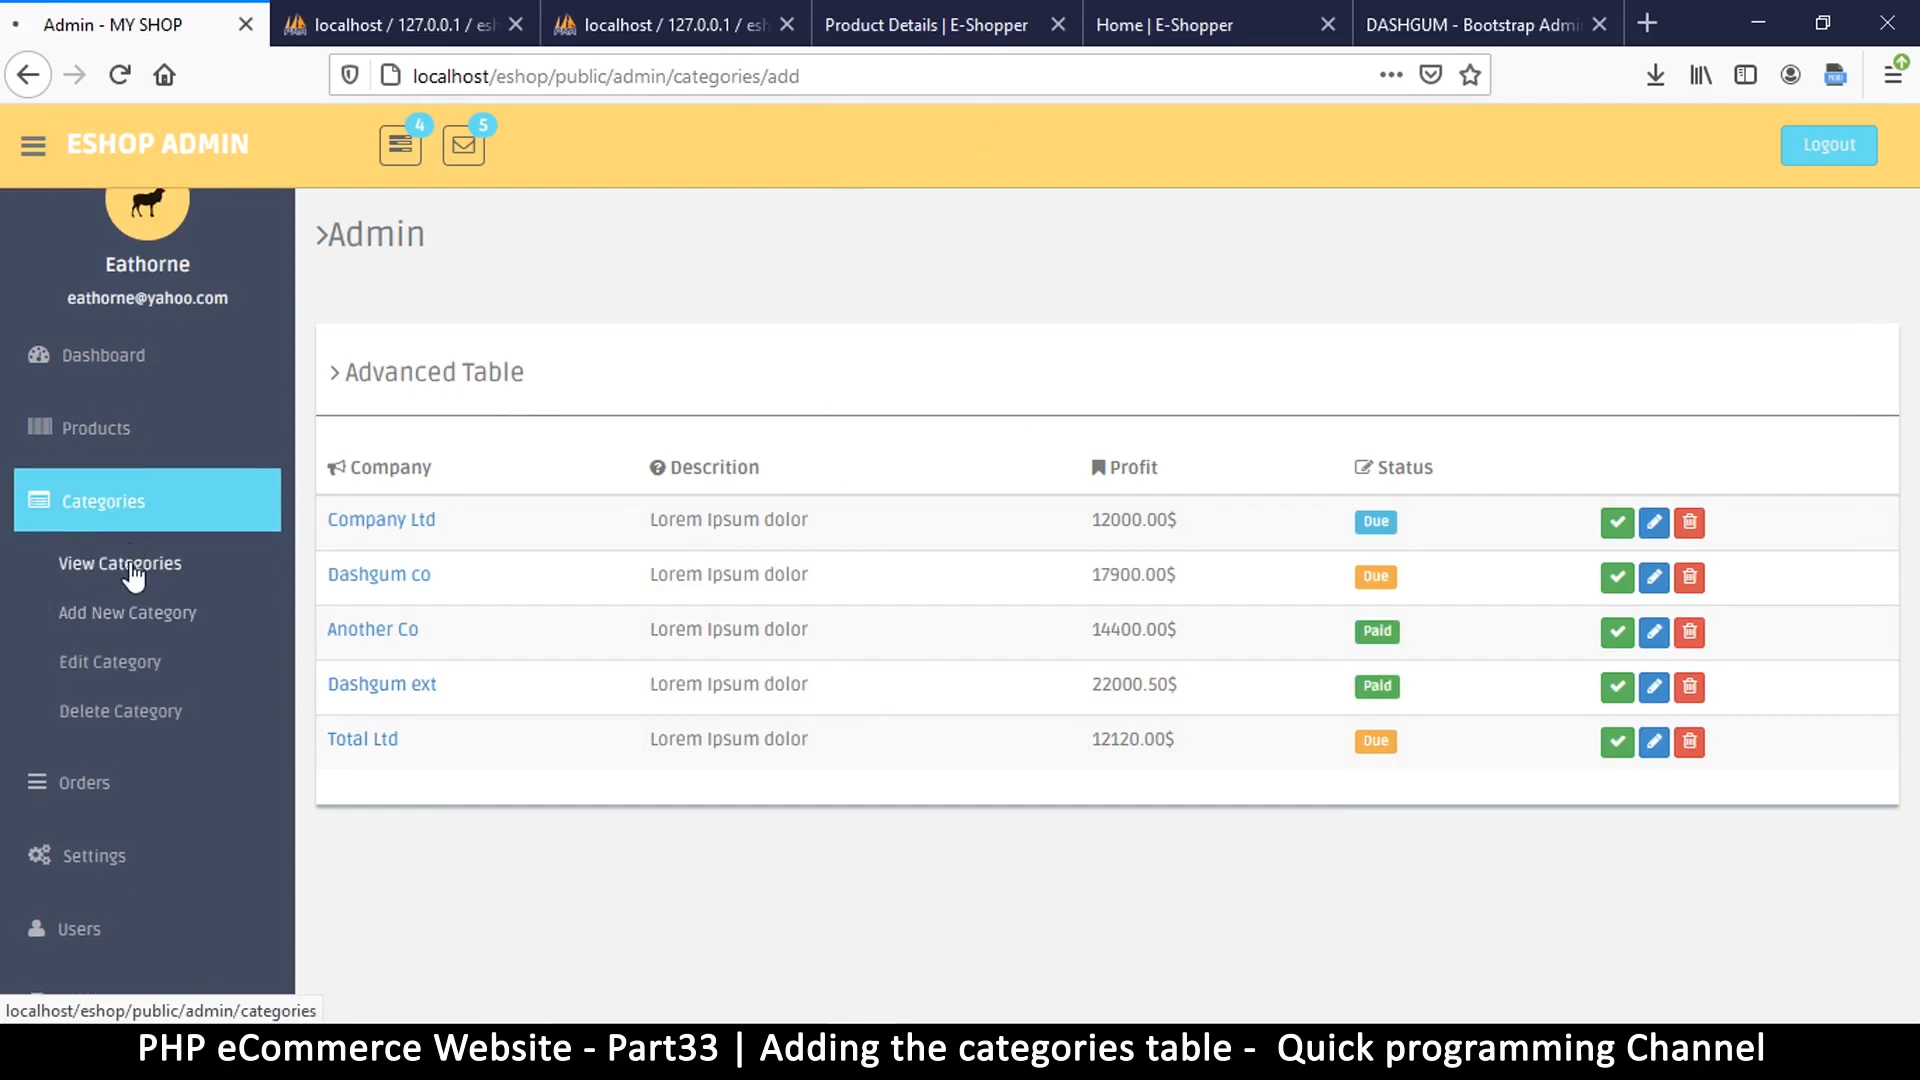 Admin - MY SHOP
localhost / 127.0.0.1 / esh
localhost / 127.0.0.1 / esh
Product Details | E-Shopper
Home | E-Shopper
DASHGUM - Bootstrap Admi
localhost/eshop/public/admin/categories/add
ESHOP ADMIN
4
5
Logout
Eathorne
eathorne@yahoo.com
Dashboard
Products
Categories
View Categories
Add New Category
Edit Category
Delete Category
Orders
Settings
Users
>Admin
> Advanced Table
Company Descrition Profit Status
Company Ltd Lorem Ipsum dolor 12000.00$ Due
Dashgum co Lorem Ipsum dolor 17900.00$ Due
Another Co Lorem Ipsum dolor 14400.00$ Paid
Dashgum ext Lorem Ipsum dolor 22000.50$ Paid
Total Ltd Lorem Ipsum dolor 12120.00$ Due
localhost/eshop/public/admin/categories
PHP eCommerce Website - Part33 | Adding the categories table - Quick programming Channel